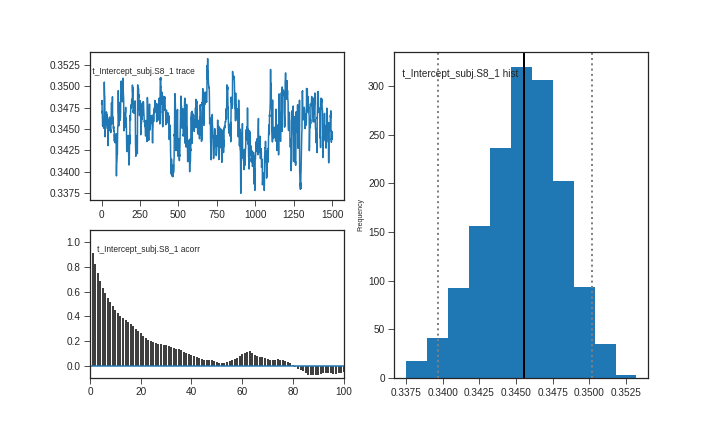 t_Intercept_subj.S8_1 trace
0.3525
0.3500
0.3475
0.3450
0.3425
0.3400
0.3375
0 250 500 750 1000 1250 1500
t_Intercept_subj.S8_1 acorr
1.0
0.8
0.6
0.4
0.2
0.0
0 20 40 60 80 100
t_Intercept_subj.S8_1 hist
Frequency
300
250
200
150
100
50
0
0.3375 0.3400 0.3425 0.3450 0.3475 0.3500 0.3525